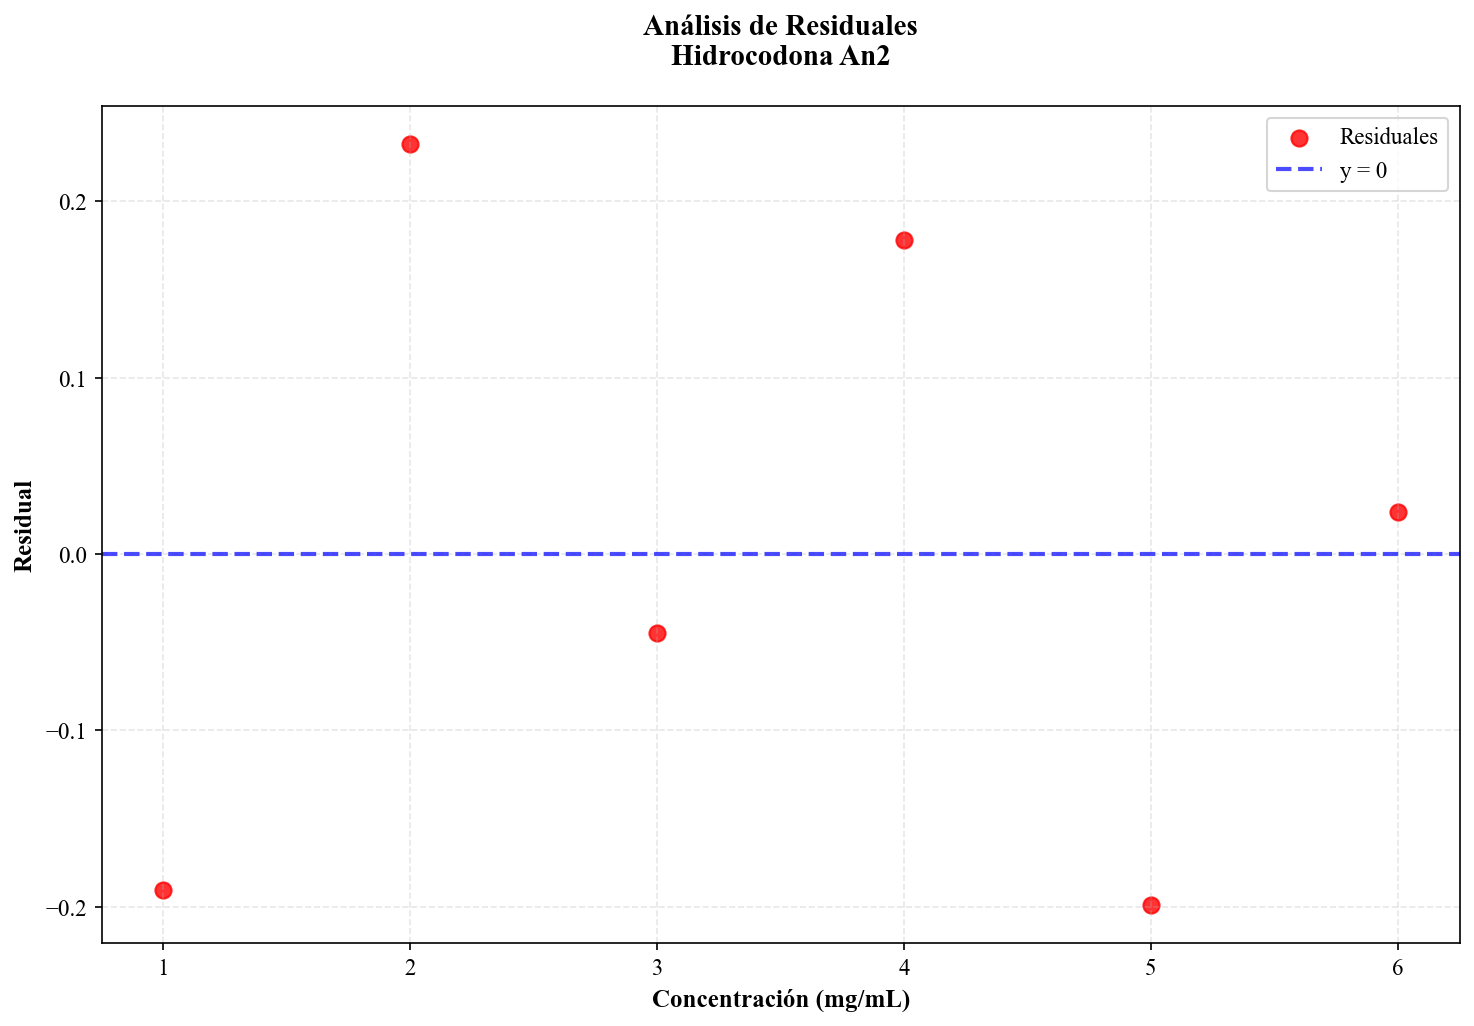 Análisis de Residuales
Hidrocodona An2
Residuales
y = 0
Residual
0.2
0.1
0.0
−0.1
−0.2
1 2 3 4 5 6
Concentración (mg/mL)